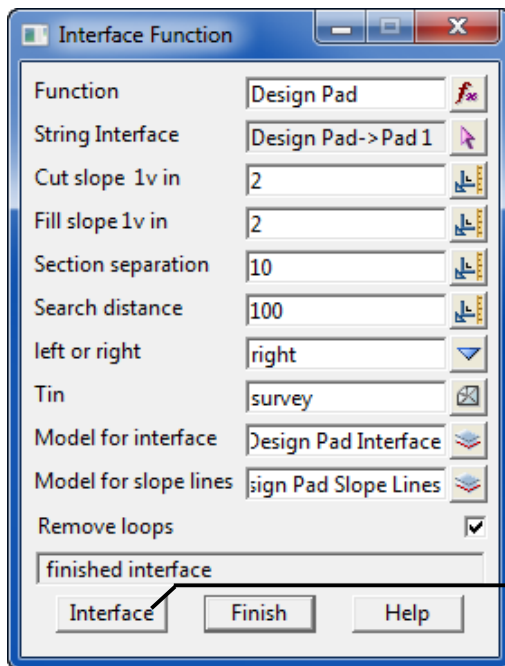 Interface Function
Function Design Pad
String Interface Design Pad->Pad 1
Cut slope 1v in 2
Fill slope 1v in 2
Section separation 10
Search distance 100
left or right right
Tin survey
Model for interface Design Pad Interface
Model for slope lines sign Pad Slope Lines
Remove loops
finished interface
Interface Finish Help